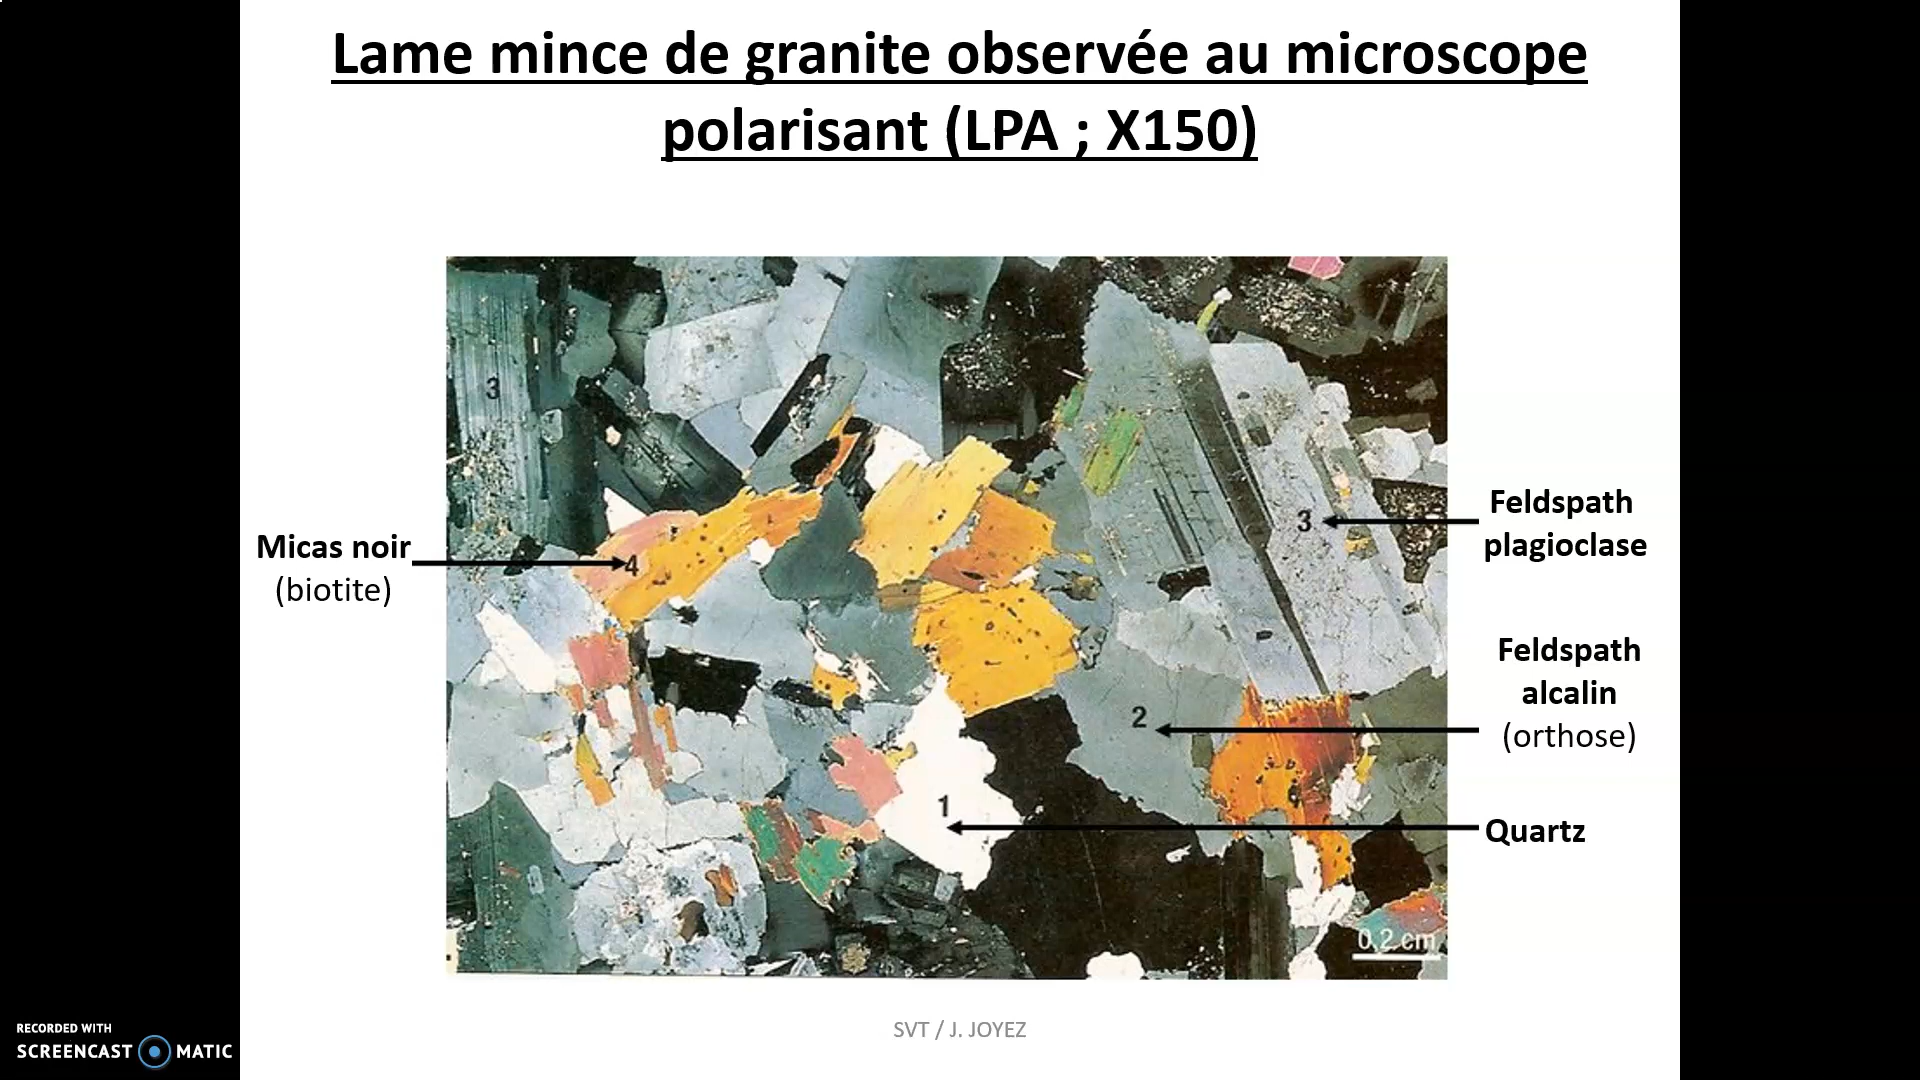 Lame mince de granite observée au microscope
polarisant (LPA ; X150)
3
Feldspath
plagioclase
3
Micas noir
(biotite)
4
Feldspath
alcalin
(orthose)
2
1
Quartz
0,2 cm
SVT / J. JOYEZ
RECORDED WITH
SCREENCAST MATIC